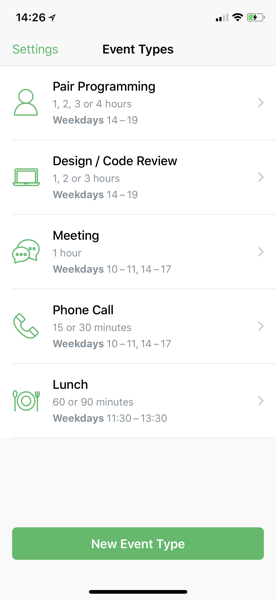 14:26
Settings
Event Types
Pair Programming
1, 2, 3 or 4 hours
Weekdays 14 – 19
Design / Code Review
1, 2 or 3 hours
Weekdays 14 – 19
Meeting
1 hour
Weekdays 10 – 11, 14 – 17
Phone Call
15 or 30 minutes
Weekdays 10 – 11, 14 – 17
Lunch
60 or 90 minutes
Weekdays 11:30 – 13:30
New Event Type